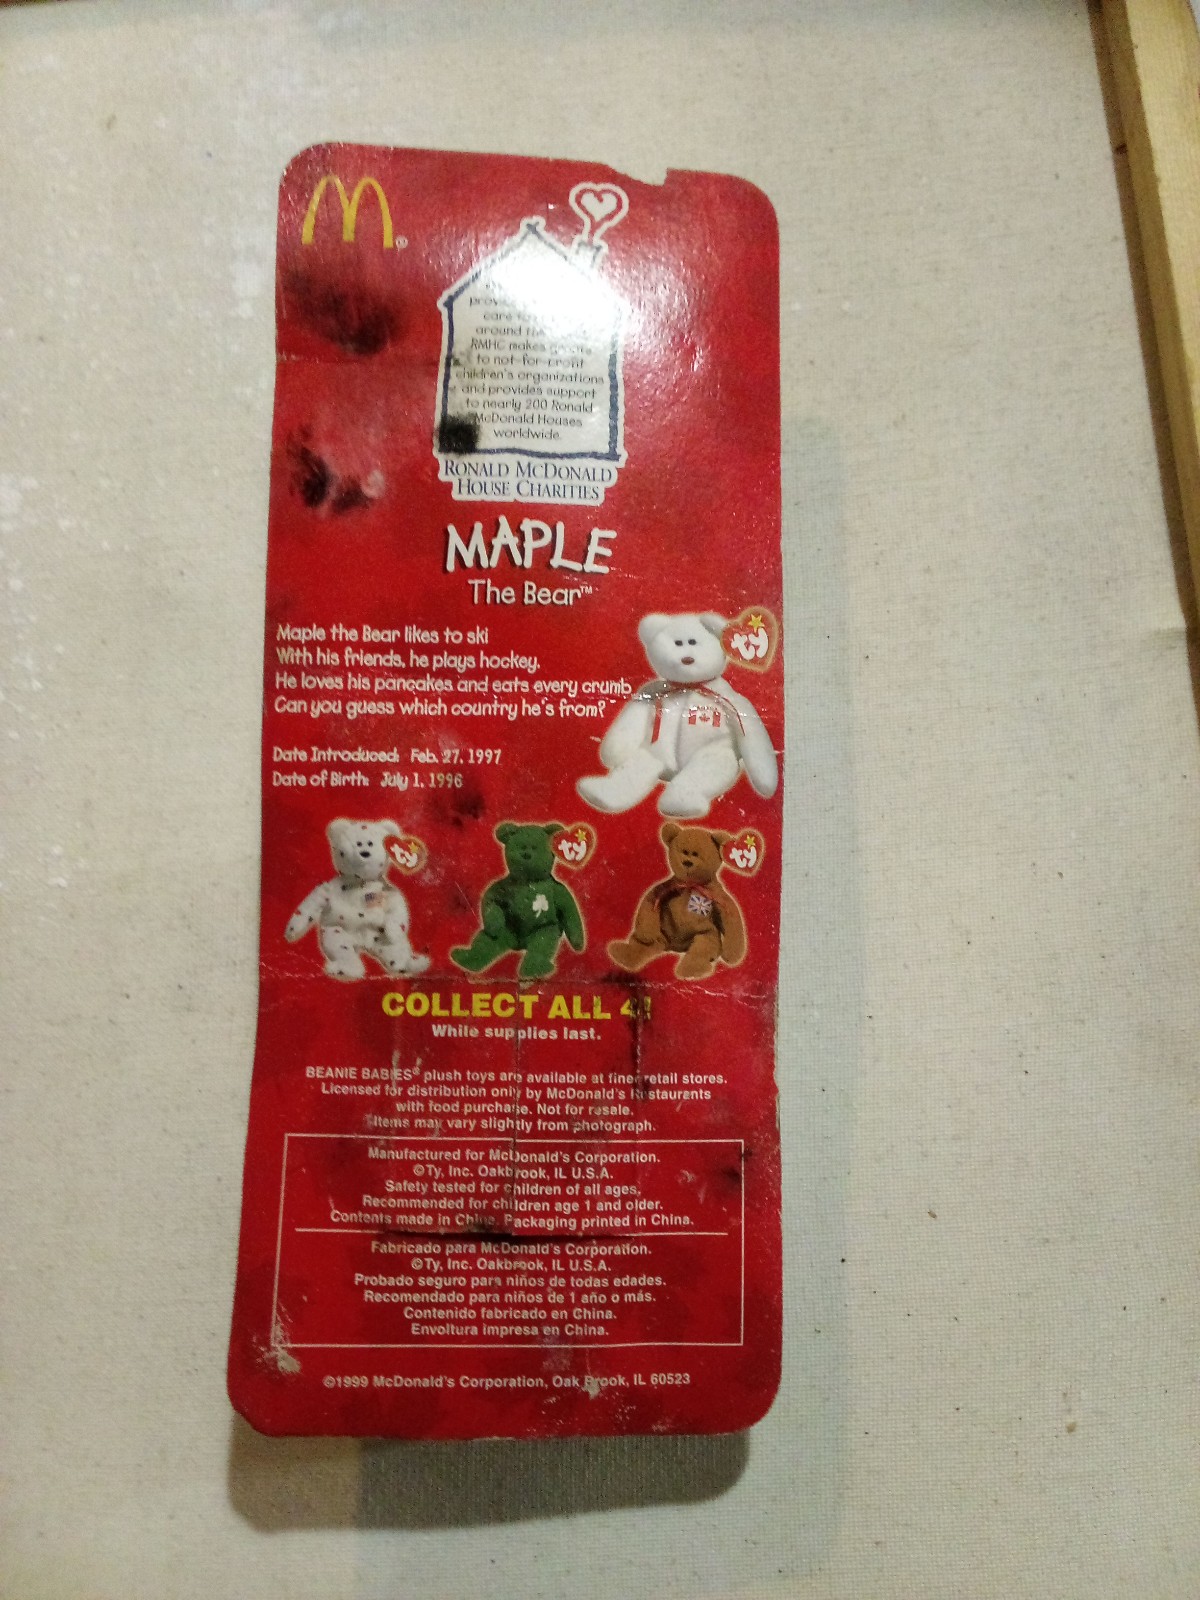 M®
care
around
RMHC makes grants
to not-for-profit
children's organizations
and provides support
to nearly 200 Ronald
McDonald Houses
worldwide.
RONALD MCDONALD
HOUSE CHARITIES
MAPLE
The Bear™
Maple the Bear likes to ski
With his friends, he plays hockey.
He loves his pancakes and eats every crumb
Can you guess which country he's from?
Date Introduced: Feb. 27, 1997
Date of Birth: July 1, 1996
ty
ty
ty
ty
COLLECT ALL 4!
While supplies last.
BEANIE BABIES® plush toys are available at finer retail stores.
Licensed for distribution only by McDonald's Restaurants
with food purchase. Not for resale.
Items may vary slightly from photograph.
Manufactured for McDonald's Corporation.
©Ty, Inc. Oakbrook, IL U.S.A.
Safety tested for children of all ages.
Recommended for children age 1 and older.
Contents made in China. Packaging printed in China.
Fabricado para McDonald's Corporation.
©Ty, Inc. Oakbrook, IL U.S.A.
Probado seguro para niños de todas edades.
Recomendado para niños de 1 año o más.
Contenido fabricado en China.
Envoltura impresa en China.
©1999 McDonald's Corporation, Oak Brook, IL 60523